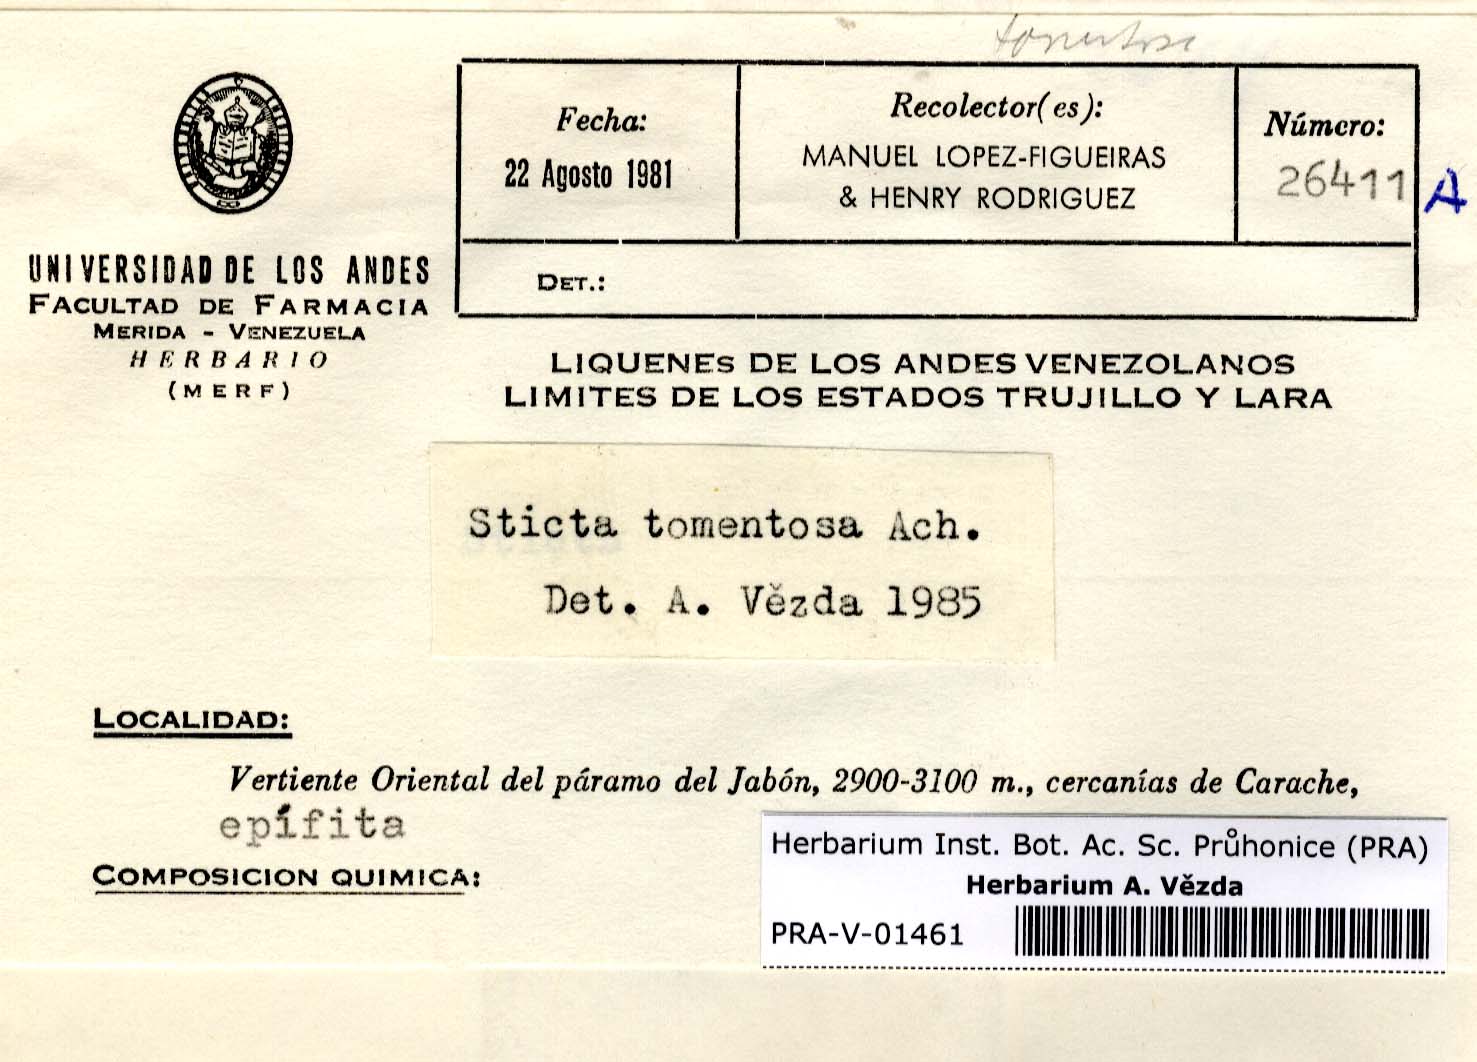 tomentosa
Fecha:
22 Agosto 1981
Recolector(es):
MANUEL LOPEZ-FIGUEIRAS
& HENRY RODRIGUEZ
Número:
26411 A
DET.:
UNIVERSIDAD DE LOS ANDES
FACULTAD DE FARMACIA
MERIDA - VENEZUELA
HERBARIO
(MERF)
LIQUENES DE LOS ANDES VENEZOLANOS
LIMITES DE LOS ESTADOS TRUJILLO Y LARA
Sticta tomentosa Ach.
Det. A. Vězda 1985
LOCALIDAD:
Vertiente Oriental del páramo del Jabón, 2900-3100 m., cercanías de Carache,
epífita
COMPOSICION QUIMICA:
Herbarium Inst. Bot. Ac. Sc. Průhonice (PRA)
Herbarium A. Vězda
PRA-V-01461